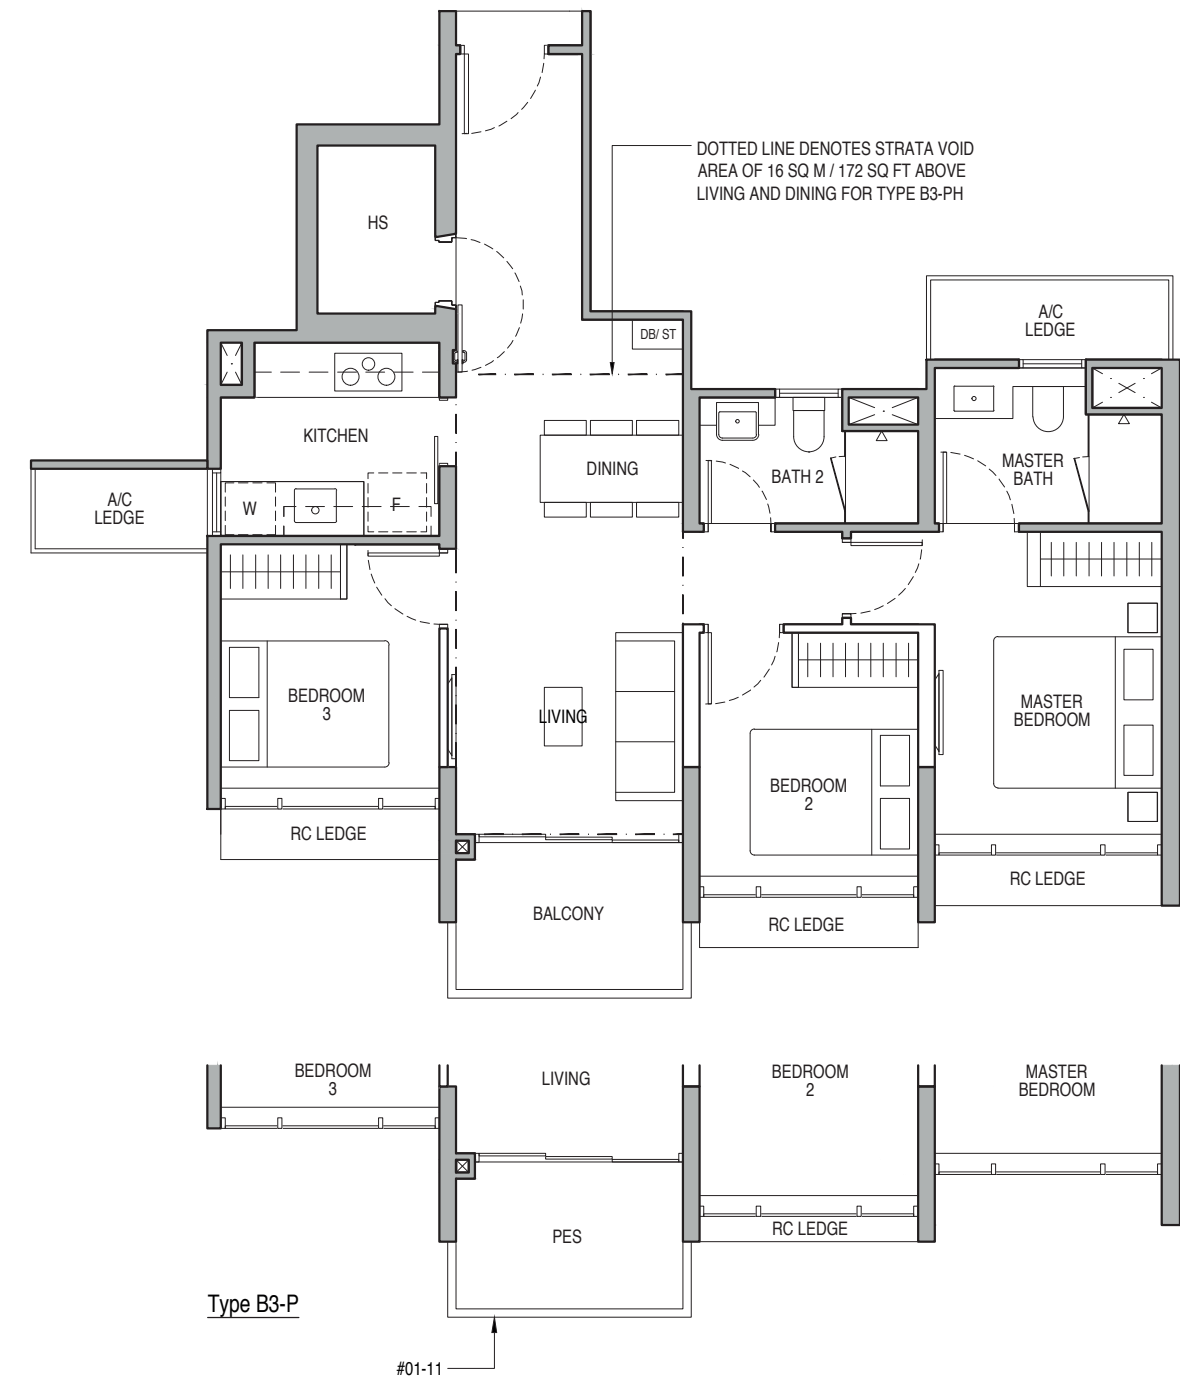 DOTTED LINE DENOTES STRATA VOID
AREA OF 16 SQ M / 172 SQ FT ABOVE
LIVING AND DINING FOR TYPE B3-PH
HS
A/C
LEDGE
DB/ ST
KITCHEN
DINING
BATH 2
MASTER
BATH
A/C
LEDGE
W
F
BEDROOM
3
LIVING
MASTER
BEDROOM
BEDROOM
2
RC LEDGE
RC LEDGE
BALCONY
RC LEDGE
BEDROOM
3
LIVING
BEDROOM
2
MASTER
BEDROOM
PES
RC LEDGE
Type B3-P
#01-11